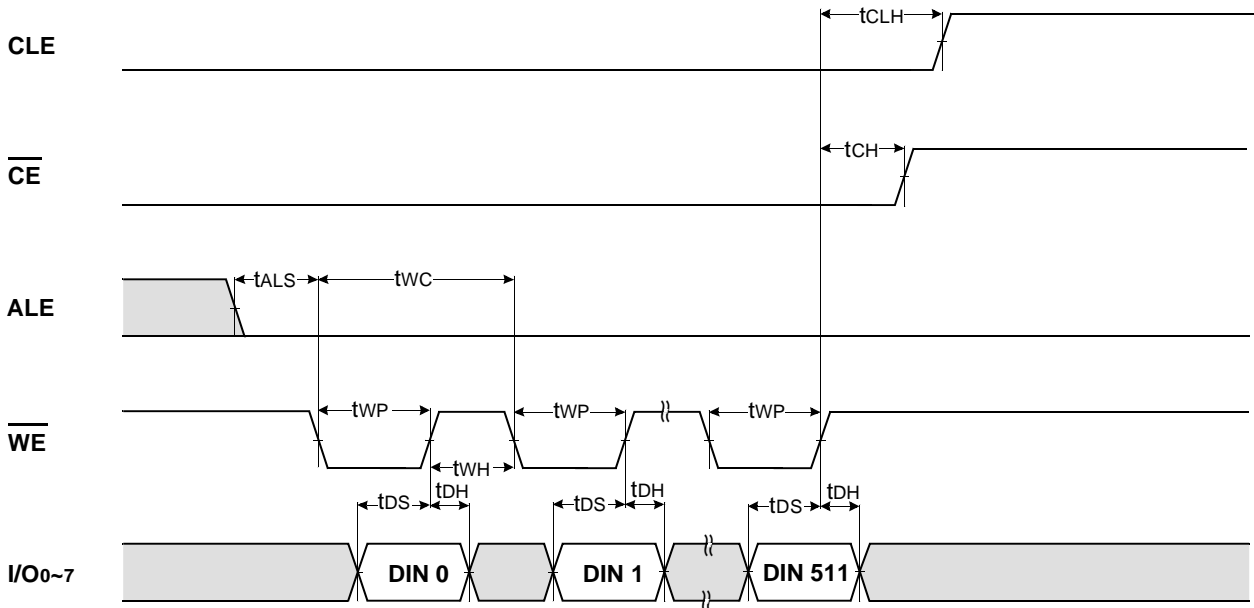 tCLH
CLE
tCH
CE
tALS
tWC
ALE
tWP
tWP
tWP
WE
tWH
tDS
tDH
tDS
tDH
tDS
tDH
I/O0~7
DIN 0
DIN 1
DIN 511